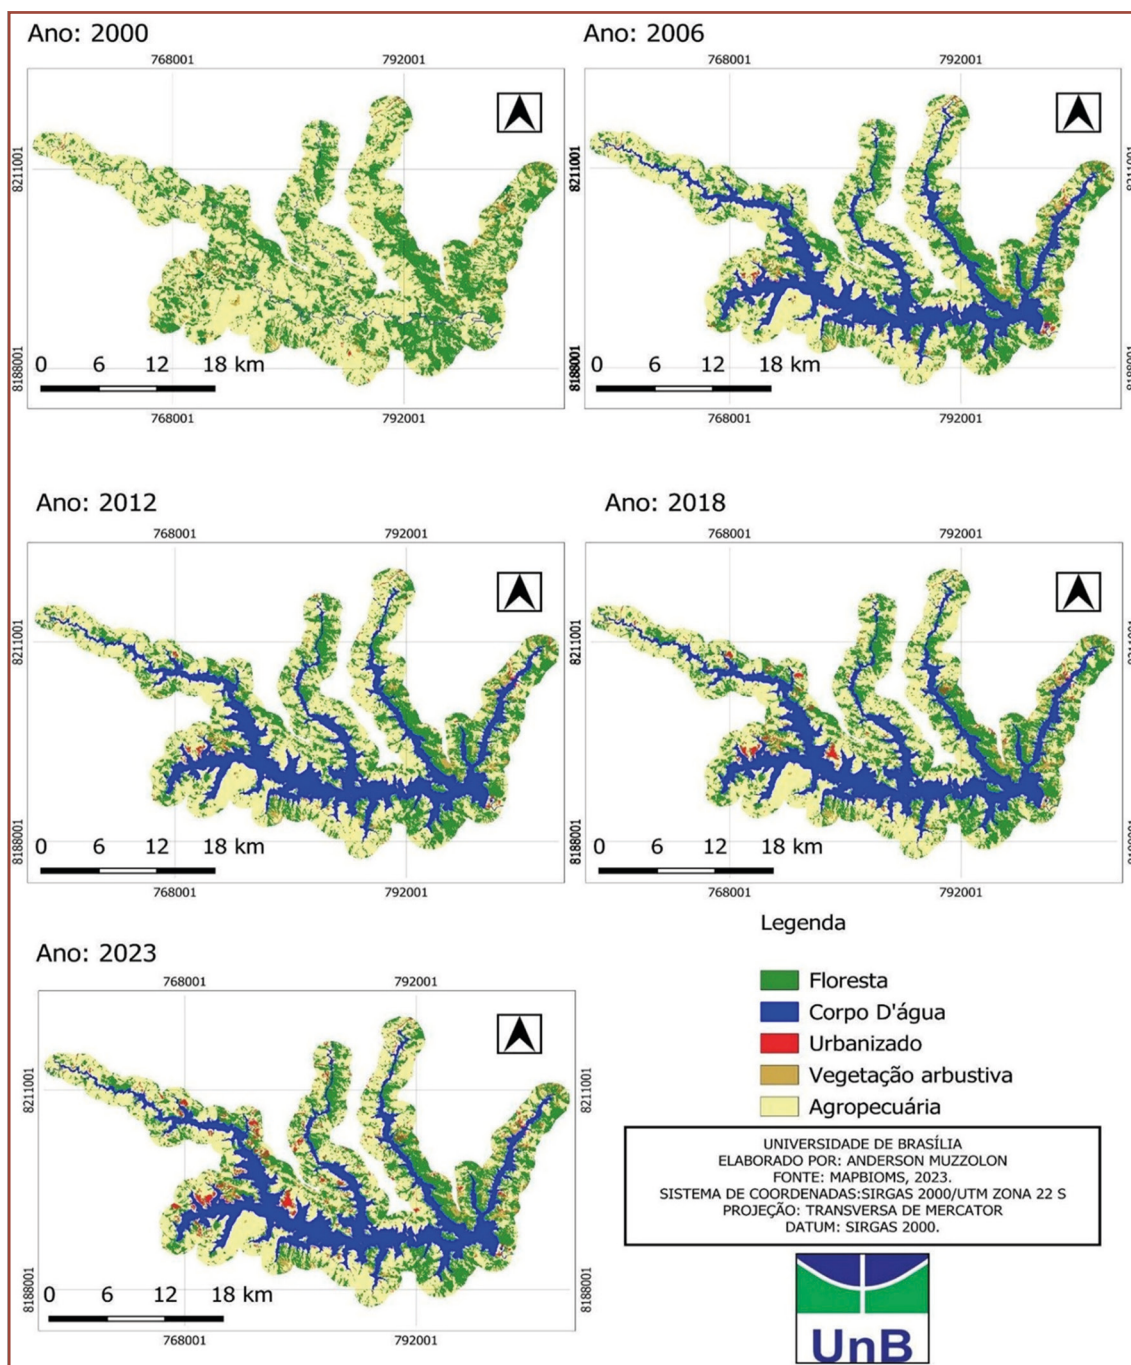 Ano: 2000
768001
792001
8211001
8188001
0 6 12 18 km
768001
792001
Ano: 2006
768001
792001
8211001
8211001
8188001
8188001
0 6 12 18 km
768001
792001
Ano: 2012
768001
792001
8211001
8188001
0 6 12 18 km
768001
792001
Ano: 2018
768001
792001
8211001
8211001
8188001
8188001
0 6 12 18 km
768001
792001
Ano: 2023
768001
792001
8211001
8188001
0 6 12 18 km
768001
792001
Legenda
Floresta
Corpo D'água
Urbanizado
Vegetação arbustiva
Agropecuária
UNIVERSIDADE DE BRASÍLIA
ELABORADO POR: ANDERSON MUZZOLON
FONTE: MAPBIOMS, 2023.
SISTEMA DE COORDENADAS:SIRGAS 2000/UTM ZONA 22 S
PROJEÇÃO: TRANSVERSA DE MERCATOR
DATUM: SIRGAS 2000.
UnB